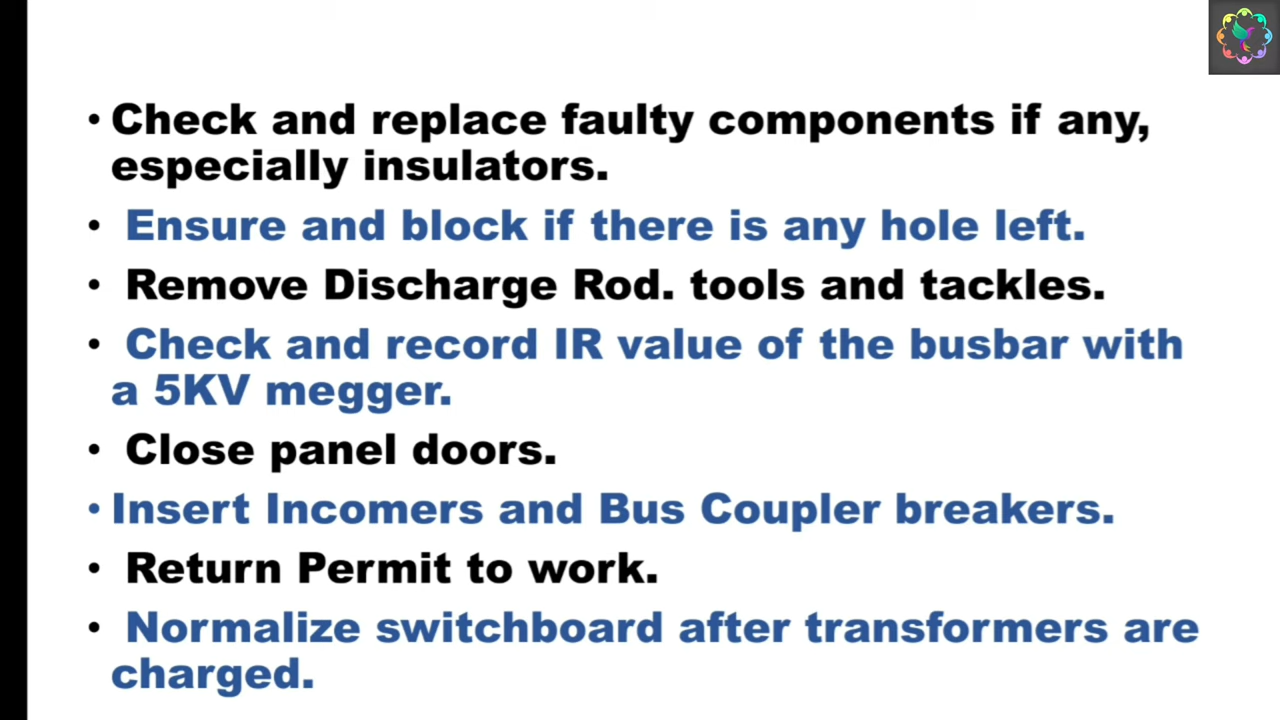 • Check and replace faulty components if any,
especially insulators.
• Ensure and block if there is any hole left.
• Remove Discharge Rod. tools and tackles.
• Check and record IR value of the busbar with
a 5KV megger.
• Close panel doors.
• Insert Incomers and Bus Coupler breakers.
• Return Permit to work.
• Normalize switchboard after transformers are
charged.